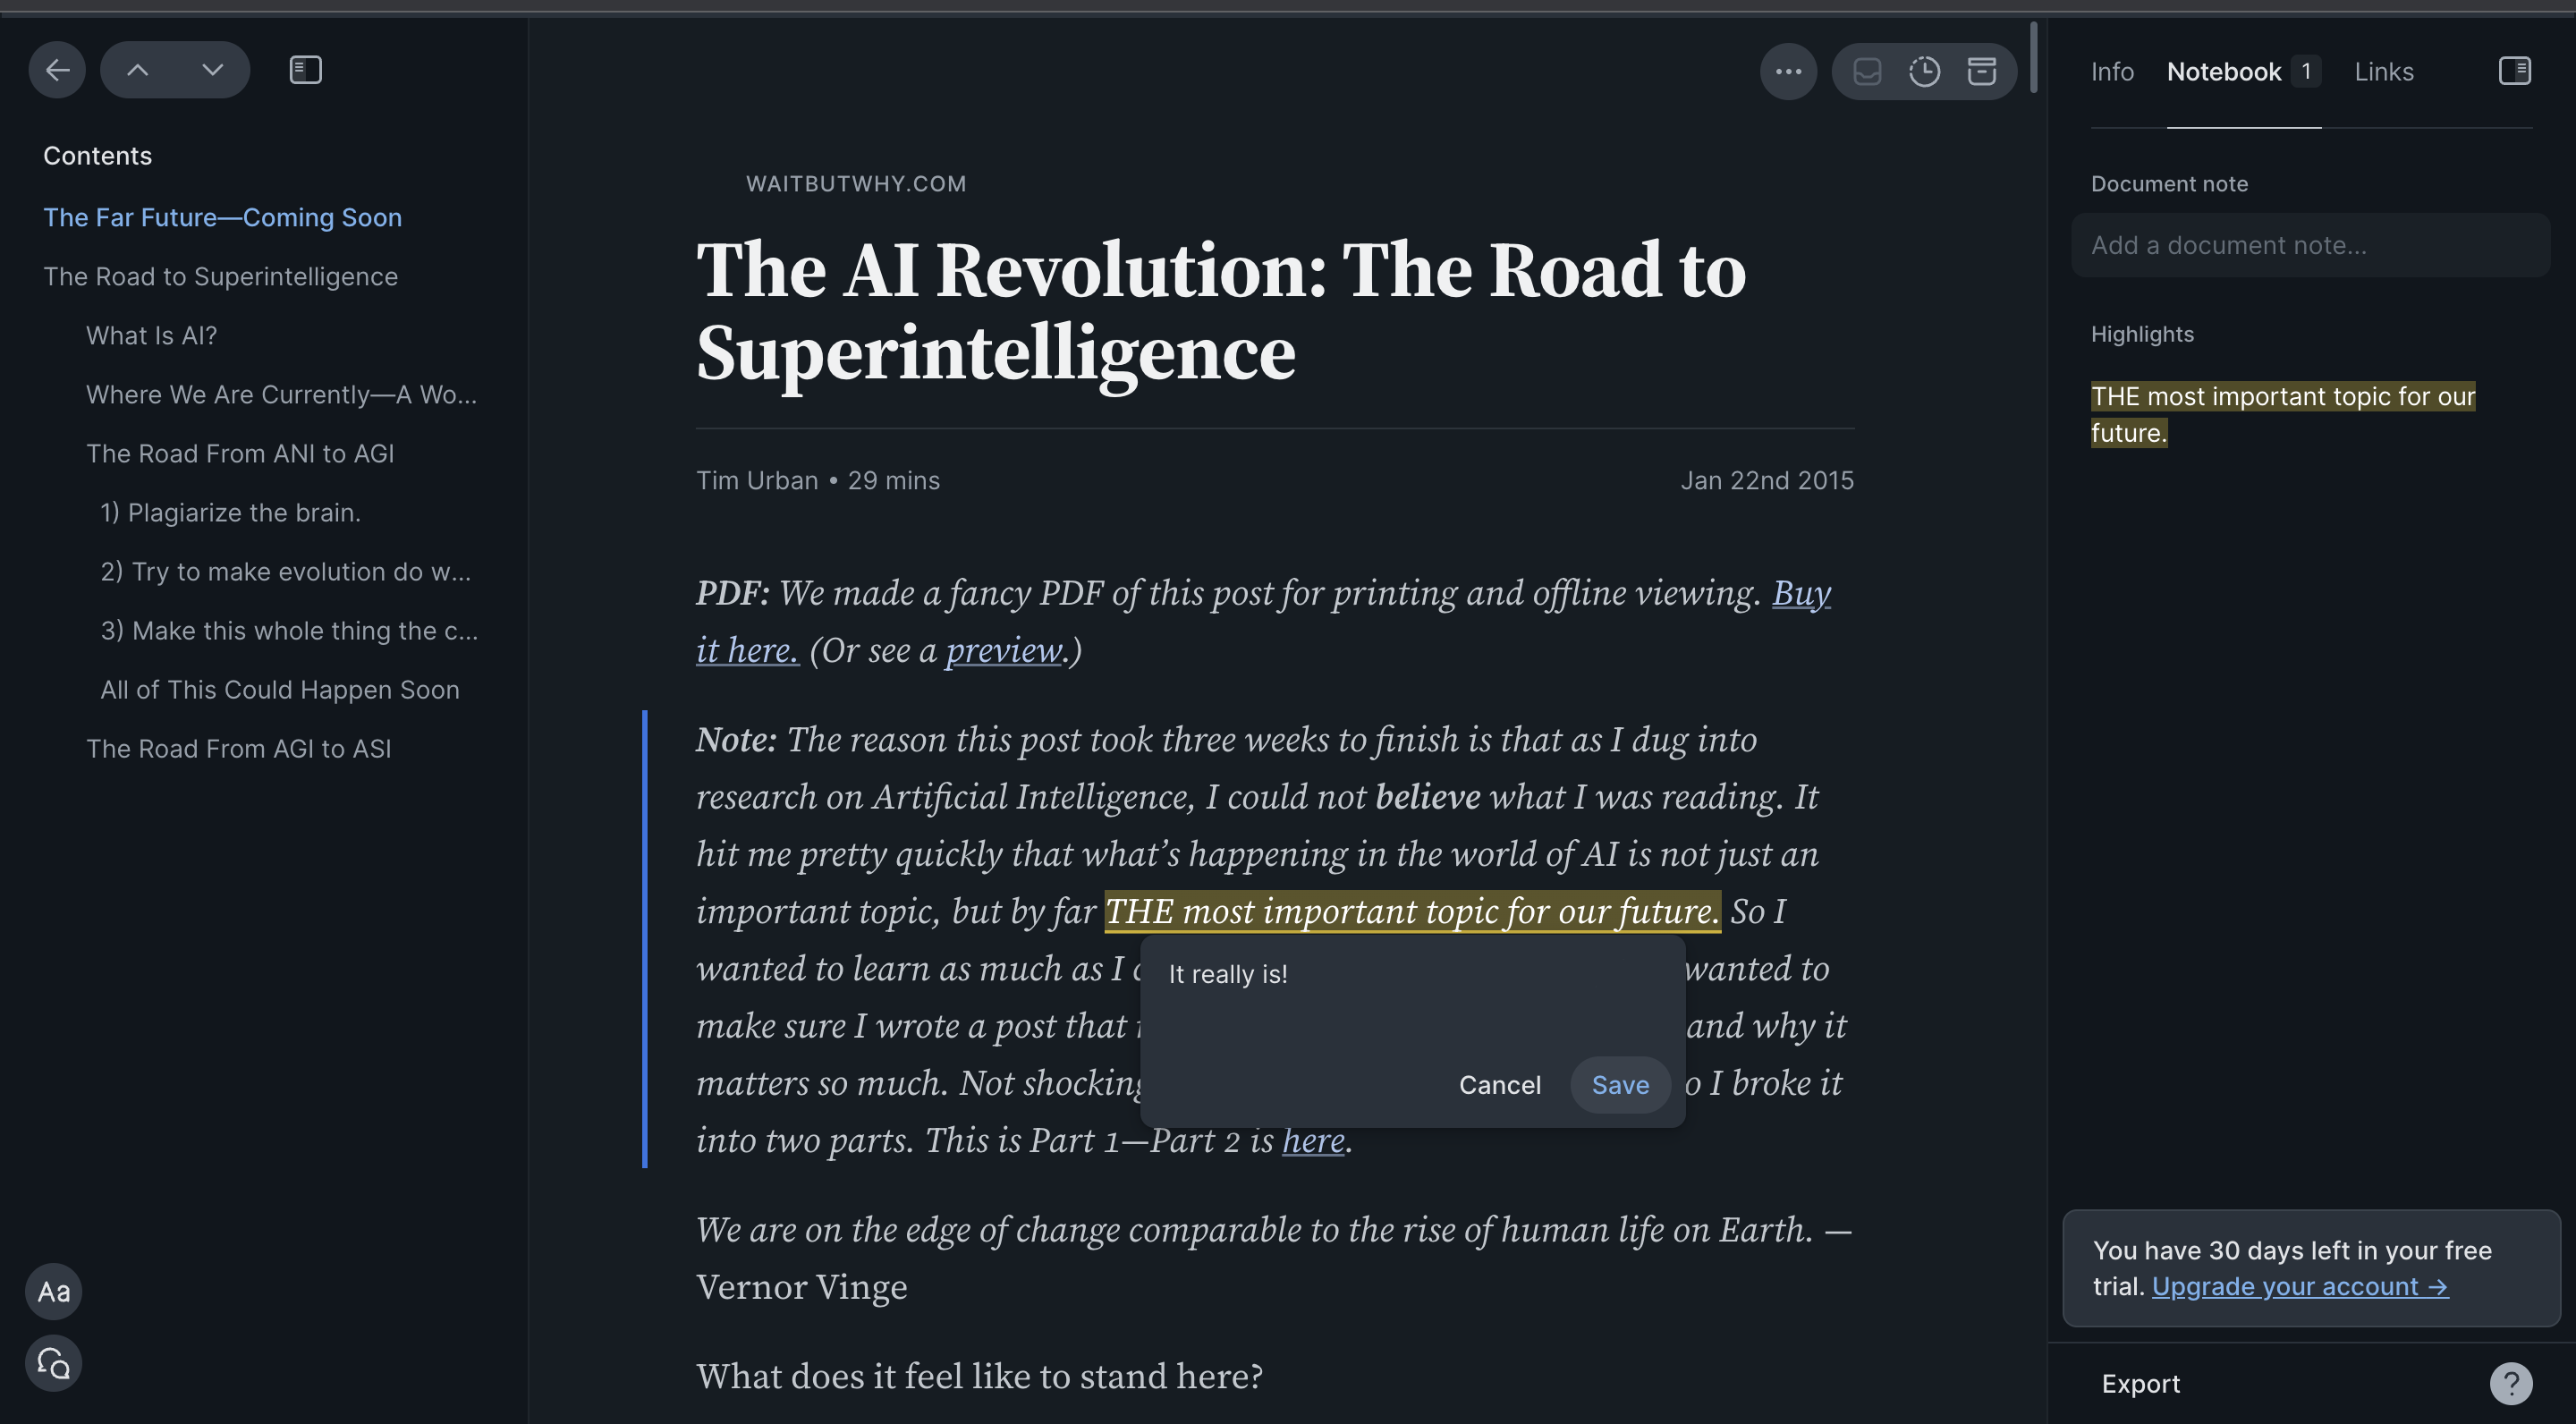 Contents
The Far Future—Coming Soon
The Road to Superintelligence
What Is AI?
Where We Are Currently—A Wo...
The Road From ANI to AGI
1) Plagiarize the brain.
2) Try to make evolution do w...
3) Make this whole thing the c...
All of This Could Happen Soon
The Road From AGI to ASI
Aa
WAITBUTWHY.COM
The AI Revolution: The Road to
Superintelligence
Tim Urban • 29 mins
Jan 22nd 2015
PDF: We made a fancy PDF of this post for printing and offline viewing. Buy
it here. (Or see a preview.)
Note: The reason this post took three weeks to finish is that as I dug into
research on Artificial Intelligence, I could not believe what I was reading. It
hit me pretty quickly that what’s happening in the world of AI is not just an
important topic, but by far THE most important topic for our future. So I
wanted to learn as much as I wanted to
make sure I wrote a post that and why it
matters so much. Not shocking I broke it
into two parts. This is Part 1—Part 2 is here.
It really is!
Cancel
Save
We are on the edge of change comparable to the rise of human life on Earth. —
Vernor Vinge
What does it feel like to stand here?
Info
Notebook 1
Links
Document note
Add a document note...
Highlights
THE most important topic for our
future.
You have 30 days left in your free
trial. Upgrade your account →
Export
?